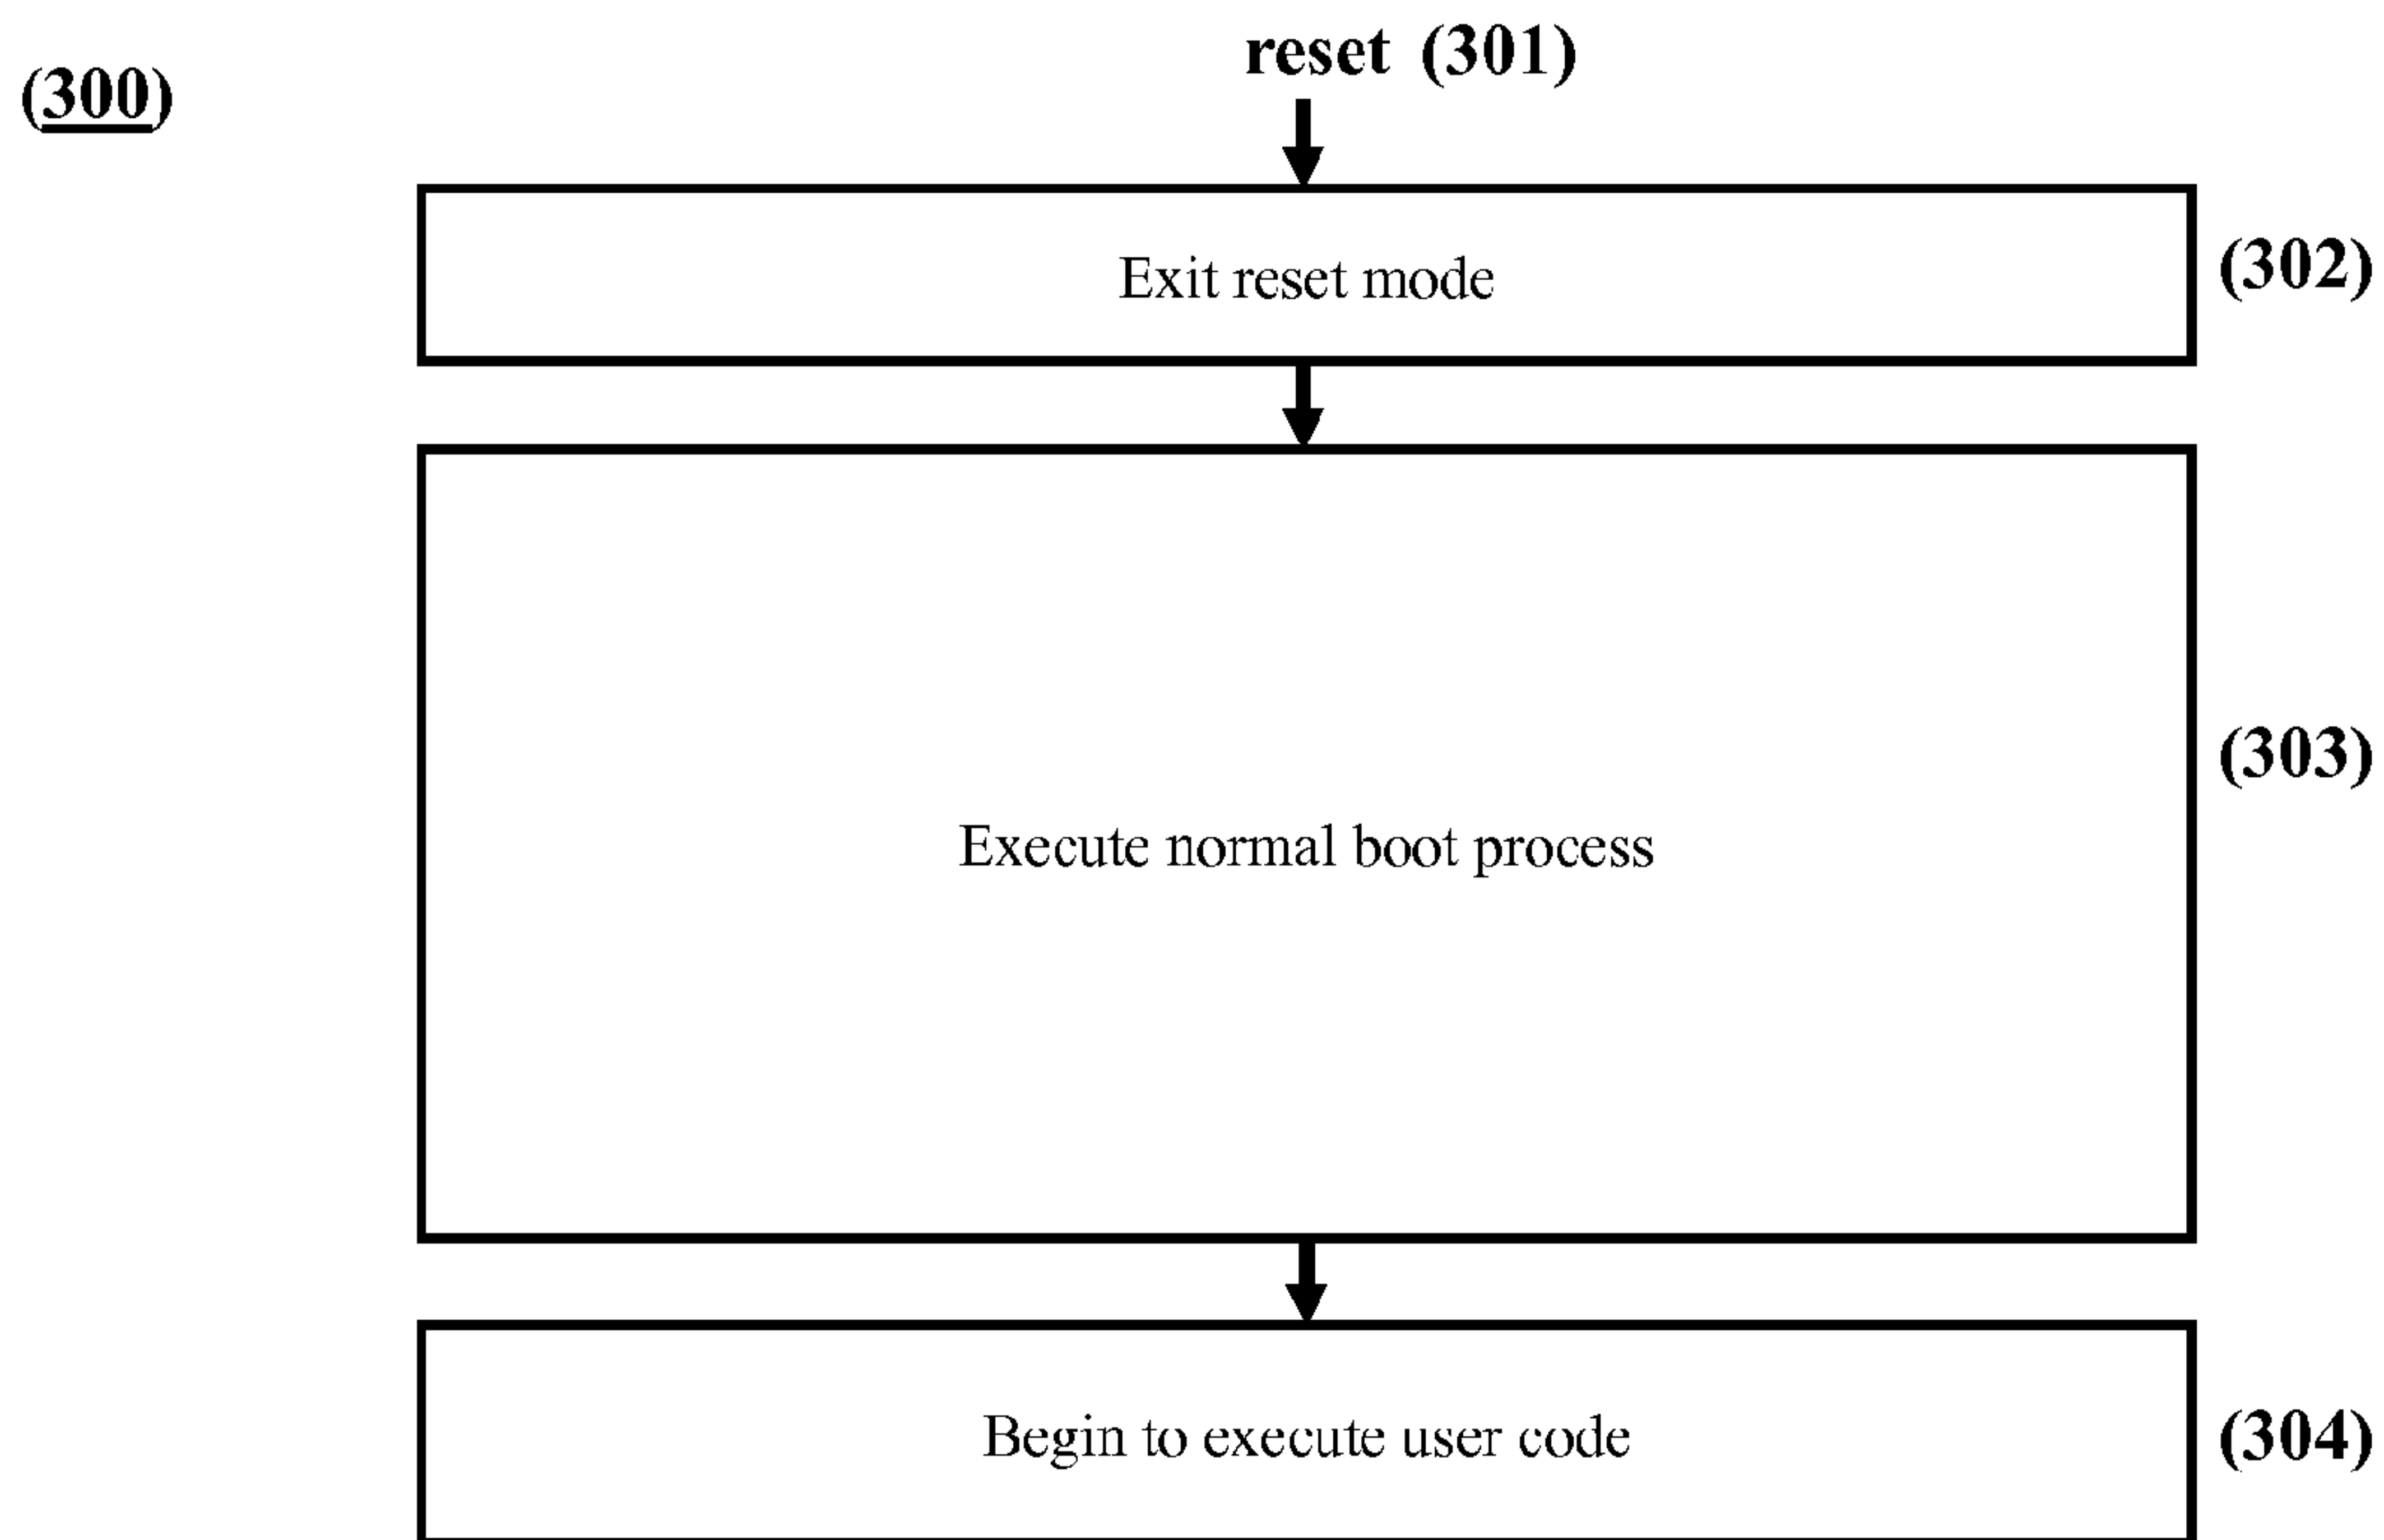 reset (301)
(300)
Exit reset mode
(302)
Execute normal boot process
(303)
Begin to execute user code
(304)